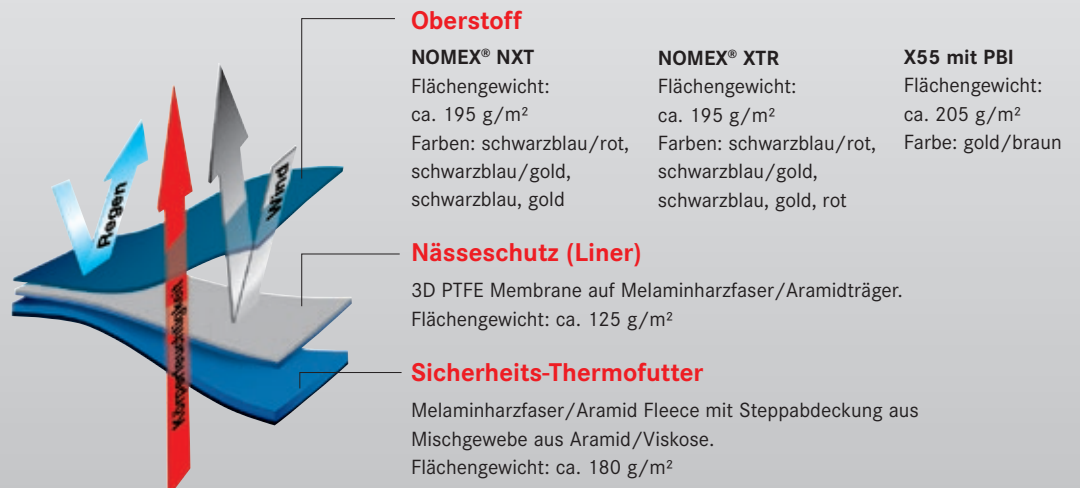 Oberstoff
NOMEX® NXT
Flächengewicht:
ca. 195 g/m²
Farben: schwarzblau/rot,
schwarzblau/gold,
schwarzblau, gold
NOMEX® XTR
Flächengewicht:
ca. 195 g/m²
Farben: schwarzblau/rot,
schwarzblau/gold,
schwarzblau, gold, rot
X55 mit PBI
Flächengewicht:
ca. 205 g/m²
Farbe: gold/braun
Regen
Körperfeuchtigkeit
Wind
Nässeschutz (Liner)
3D PTFE Membrane auf Melaminharzfaser/Aramidträger.
Flächengewicht: ca. 125 g/m²
Sicherheits-Thermofutter
Melaminharzfaser/Aramid Fleece mit Steppabdeckung aus
Mischgewebe aus Aramid/Viskose.
Flächengewicht: ca. 180 g/m²